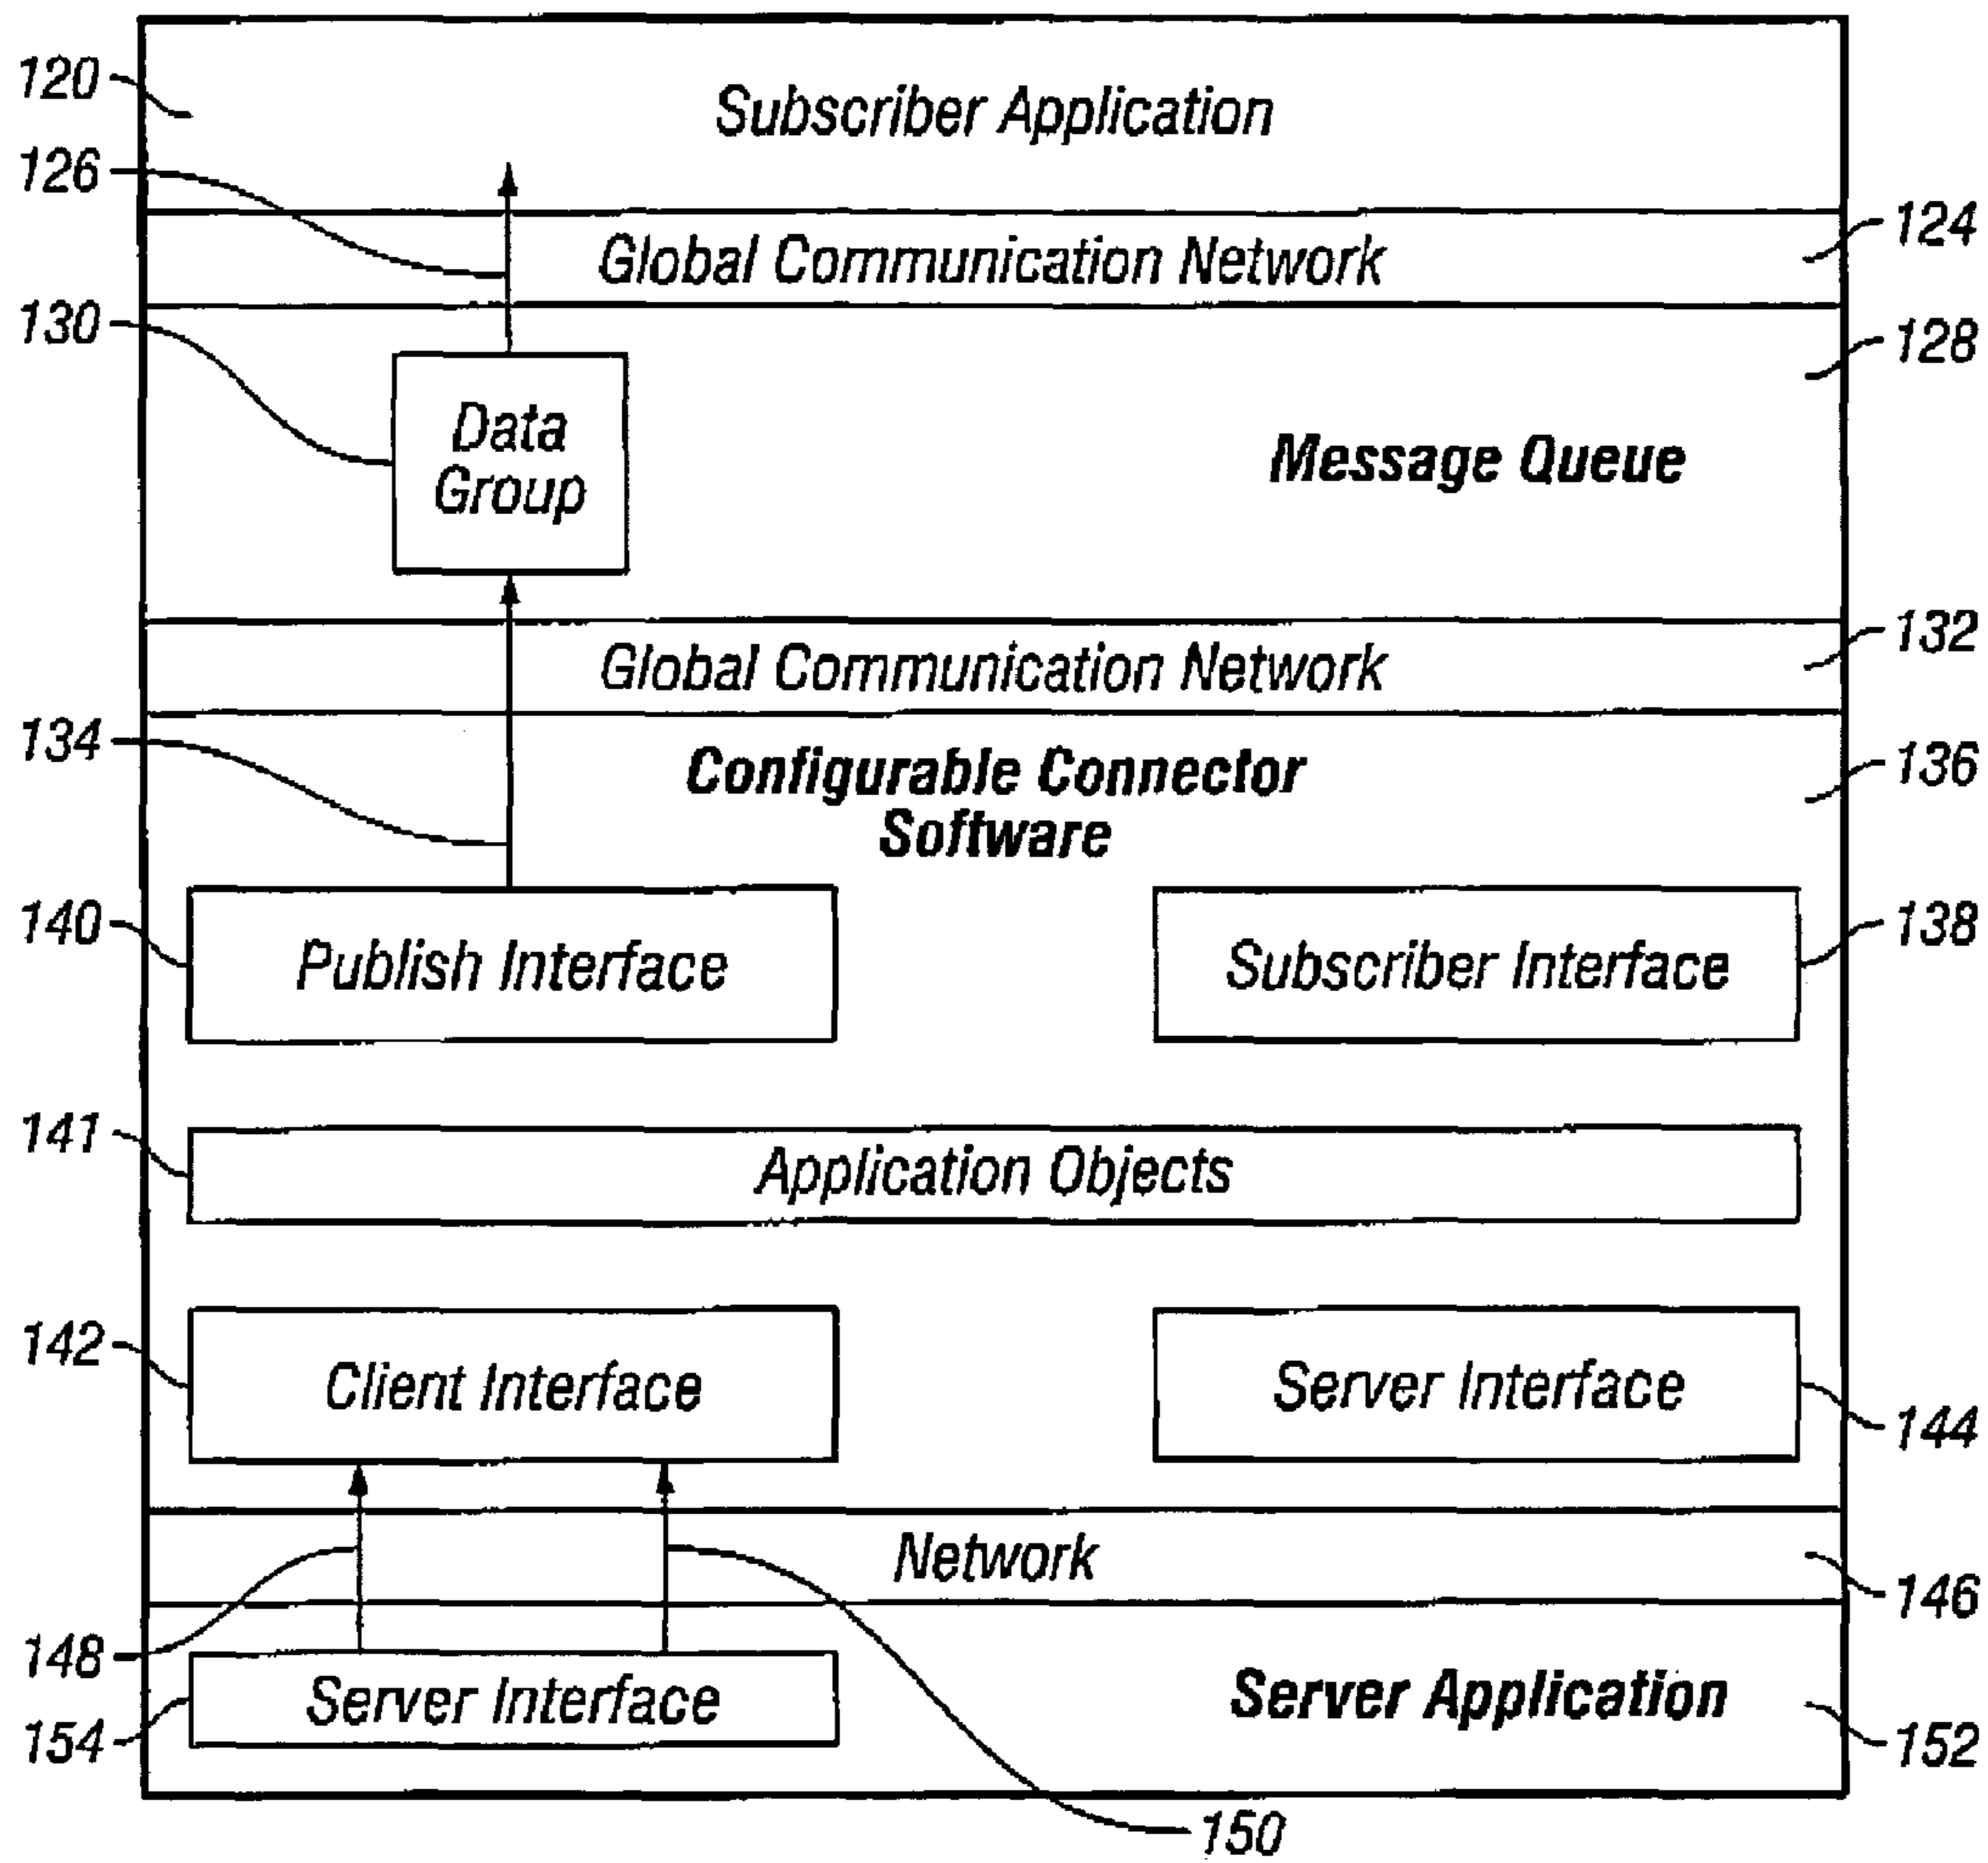 120
Subscriber Application
126
124
Global Communication Network
130
128
Data
Group
Message Queue
132
Global Communication Network
134
136
Configurable Connector
Software
140
138
Publish Interface
Subscriber Interface
141
Application Objects
142
Client Interface
Server Interface
144
Network
146
148
Server Interface
Server Application
154
152
150